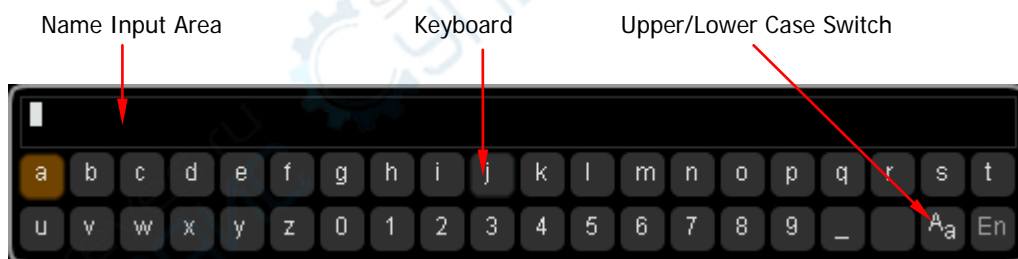 Name Input Area Keyboard Upper/Lower Case Switch
a b c d e f g h i j k l m n o p q r s t
u v w x y z 0 1 2 3 4 5 6 7 8 9 _ Aa En